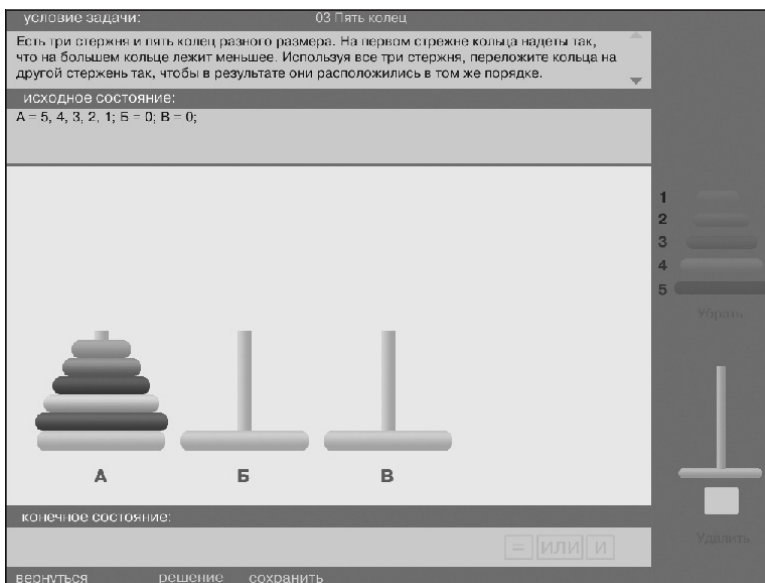 условие задачи: 03 Пять колец
Есть три стержня и пять колец разного размера. На первом стрежне кольца надеты так,
что на большем кольце лежит меньшее. Используя все три стержня, переложите кольца на
другой стержень так, чтобы в результате они расположились в том же порядке.
исходное состояние:
А = 5, 4, 3, 2, 1; Б = 0; В = 0;
1
2
3
4
5
Убрать
А Б В
конечное состояние:
= ИЛИ И
Удалить
вернуться решение сохранить